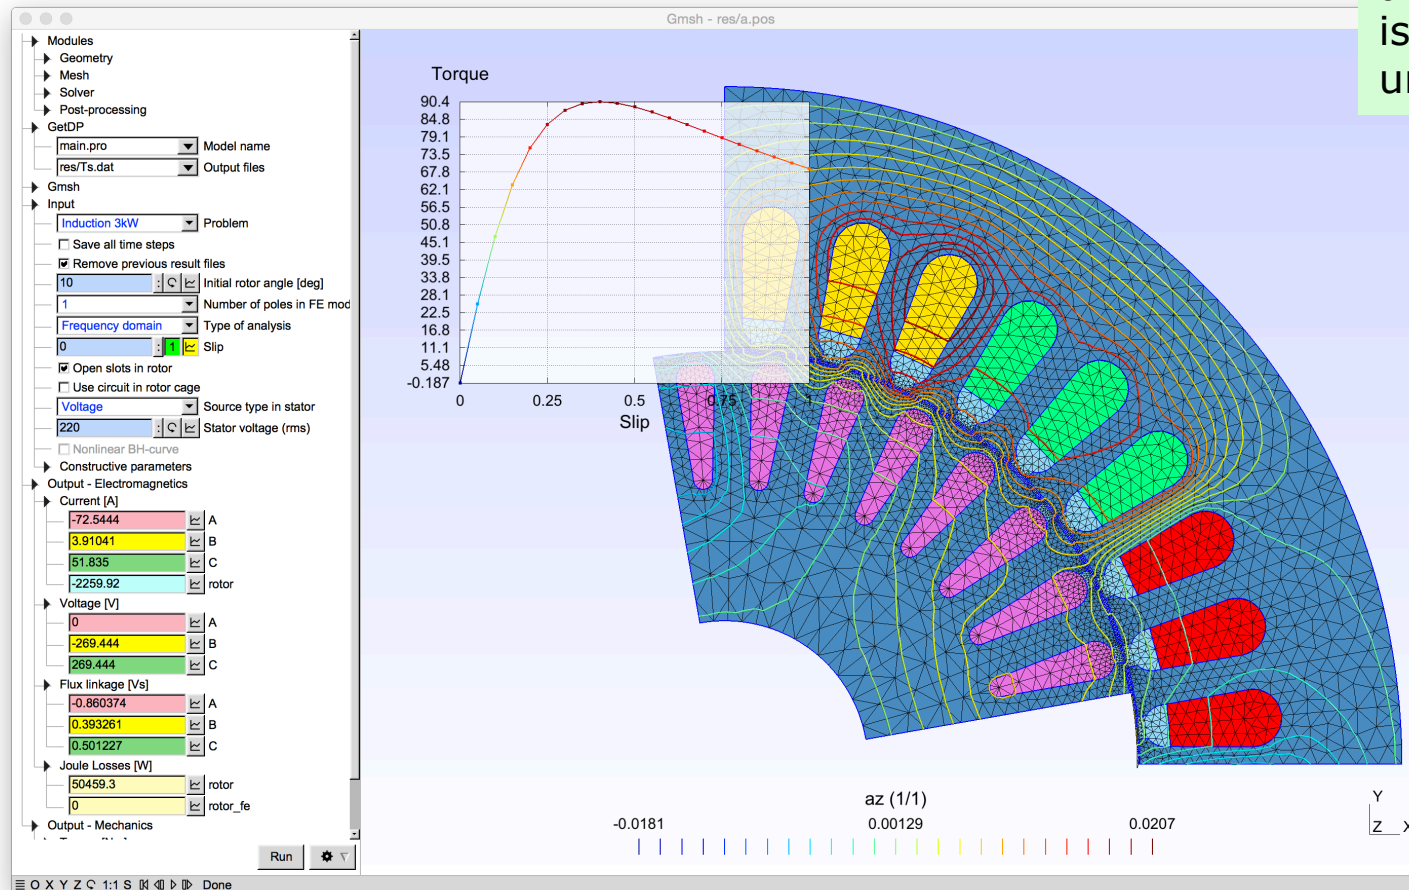 Gmsh - res/a.pos
is
Modules
Geometry
Mesh
Solver
Post-processing
GetDP
main.pro Model name
res/Ts.dat Output files
Gmsh
Input
Induction 3kW Problem
Save all time steps
Remove previous result files
10 : Initial rotor angle [deg]
1 Number of poles in FE mod
Frequency domain Type of analysis
0 : 1 Slip
Open slots in rotor
Use circuit in rotor cage
Voltage Source type in stator
220 : Stator voltage (rms)
Nonlinear BH-curve
Constructive parameters
Output - Electromagnetics
Current [A]
-72.5444 A
3.91041 B
51.835 C
-2259.92 rotor
Voltage [V]
0 A
-269.444 B
269.444 C
Flux linkage [Vs]
-0.860374 A
0.393261 B
0.501227 C
Joule Losses [W]
50459.3 rotor
0 rotor_fe
Output - Mechanics
Run
O X Y Z 1:1 S Done
Torque
90.4
84.8
79.1
73.5
67.8
62.1
56.5
50.8
45.1
39.5
33.8
28.1
22.5
16.8
11.1
5.48
-0.187
0 0.25 0.5 0.75 1
Slip
az (1/1)
-0.0181 0.00129 0.0207
Y
Z X